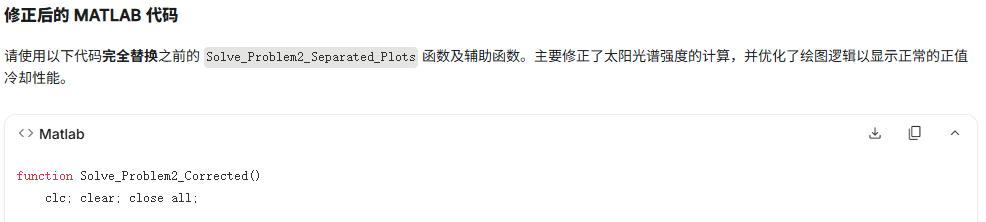 修正后的 MATLAB 代码
请使用以下代码完全替换之前的 Solve_Problem2_Separated_Plots 函数及辅助函数。主要修正了太阳光谱强度的计算，并优化了绘图逻辑以显示正常的正值
冷却性能。
<> Matlab
function Solve_Problem2_Corrected()
    clc; clear; close all;